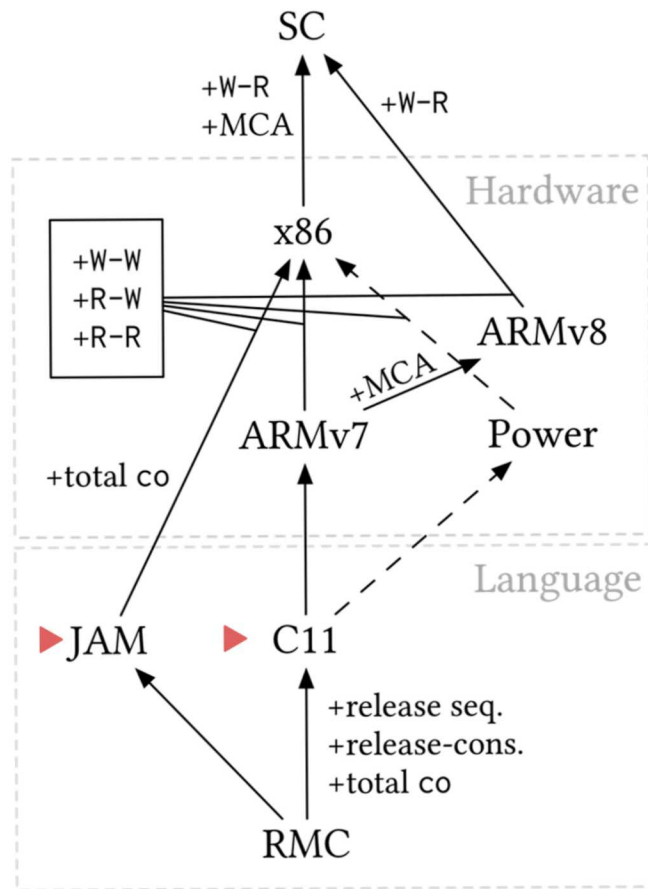 SC
+W-R
+MCA
+W-R
Hardware
x86
+W-W
+R-W
+R-R
ARMv8
+MCA
ARMv7
Power
+total co
Language
JAM
C11
+release seq.
+release-cons.
+total co
RMC